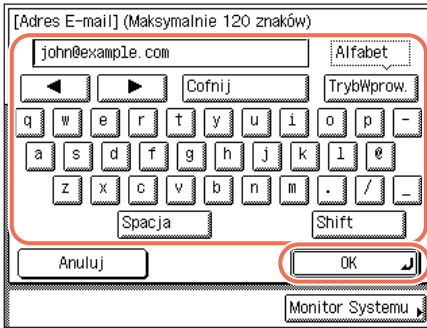 [Adres E-mail] (Maksymalnie 120 znaków)
john@example.com Alfabet
Cofnij TrybWprow.
q w e r t y u i o p -
a s d f g h j k l @
z x c v b n m . / _
Spacja Shift
Anuluj OK
Monitor Systemu